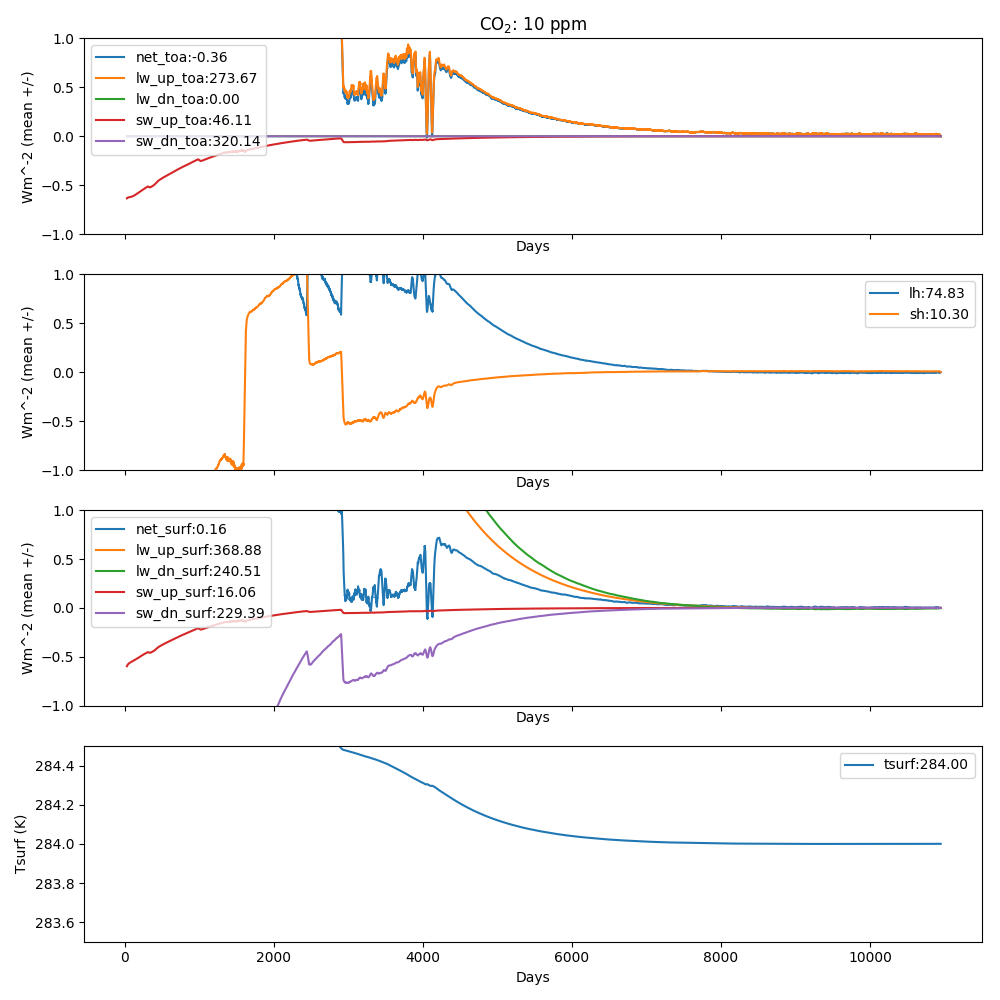 CO₂: 10 ppm
1.0
0.5
0.0
−0.5
−1.0
Wm^-2 (mean +/-)
net_toa:-0.36
lw_up_toa:273.67
lw_dn_toa:0.00
sw_up_toa:46.11
sw_dn_toa:320.14
Days
1.0
0.5
0.0
−0.5
−1.0
Wm^-2 (mean +/-)
lh:74.83
sh:10.30
Days
1.0
0.5
0.0
−0.5
−1.0
Wm^-2 (mean +/-)
net_surf:0.16
lw_up_surf:368.88
lw_dn_surf:240.51
sw_up_surf:16.06
sw_dn_surf:229.39
Days
284.4
284.2
284.0
283.8
283.6
Tsurf (K)
tsurf:284.00
0 2000 4000 6000 8000 10000
Days